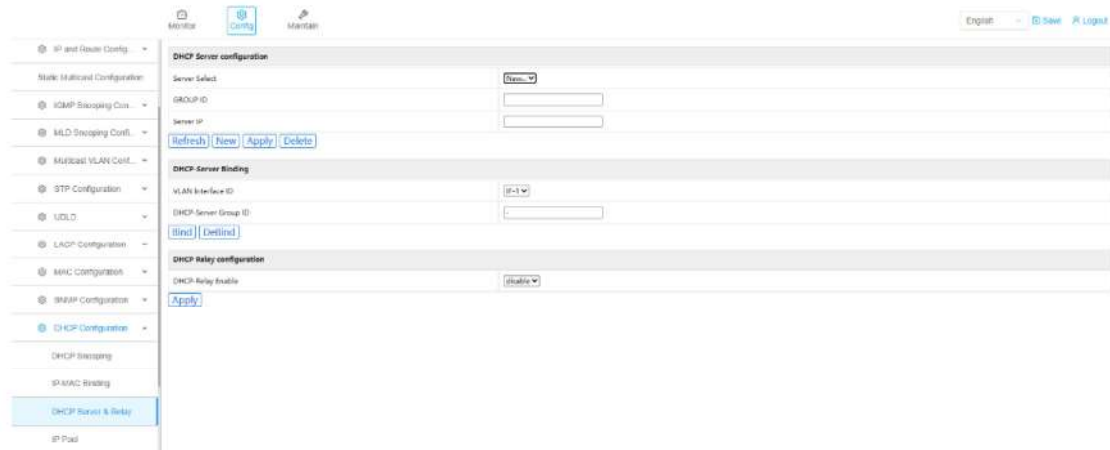 Monitor
Config
Maintain
English
Save
Logout
IP and Route Config...
Static Multicast Configuration
IGMP Snooping Con...
MLD Snooping Confi...
Multicast VLAN Conf...
STP Configuration
UDLD
LACP Configuration
MAC Configuration
SNMP Configuration
DHCP Configuration
DHCP Snooping
IP-MAC Binding
DHCP Server & Relay
IP Pool
DHCP Server configuration
Server Select
New..
GROUP ID
Server IP
Refresh New Apply Delete
DHCP-Server Binding
VLAN Interface ID
IF-1
DHCP-Server Group ID
-
Bind DeBind
DHCP Relay configuration
DHCP-Relay Enable
disable
Apply